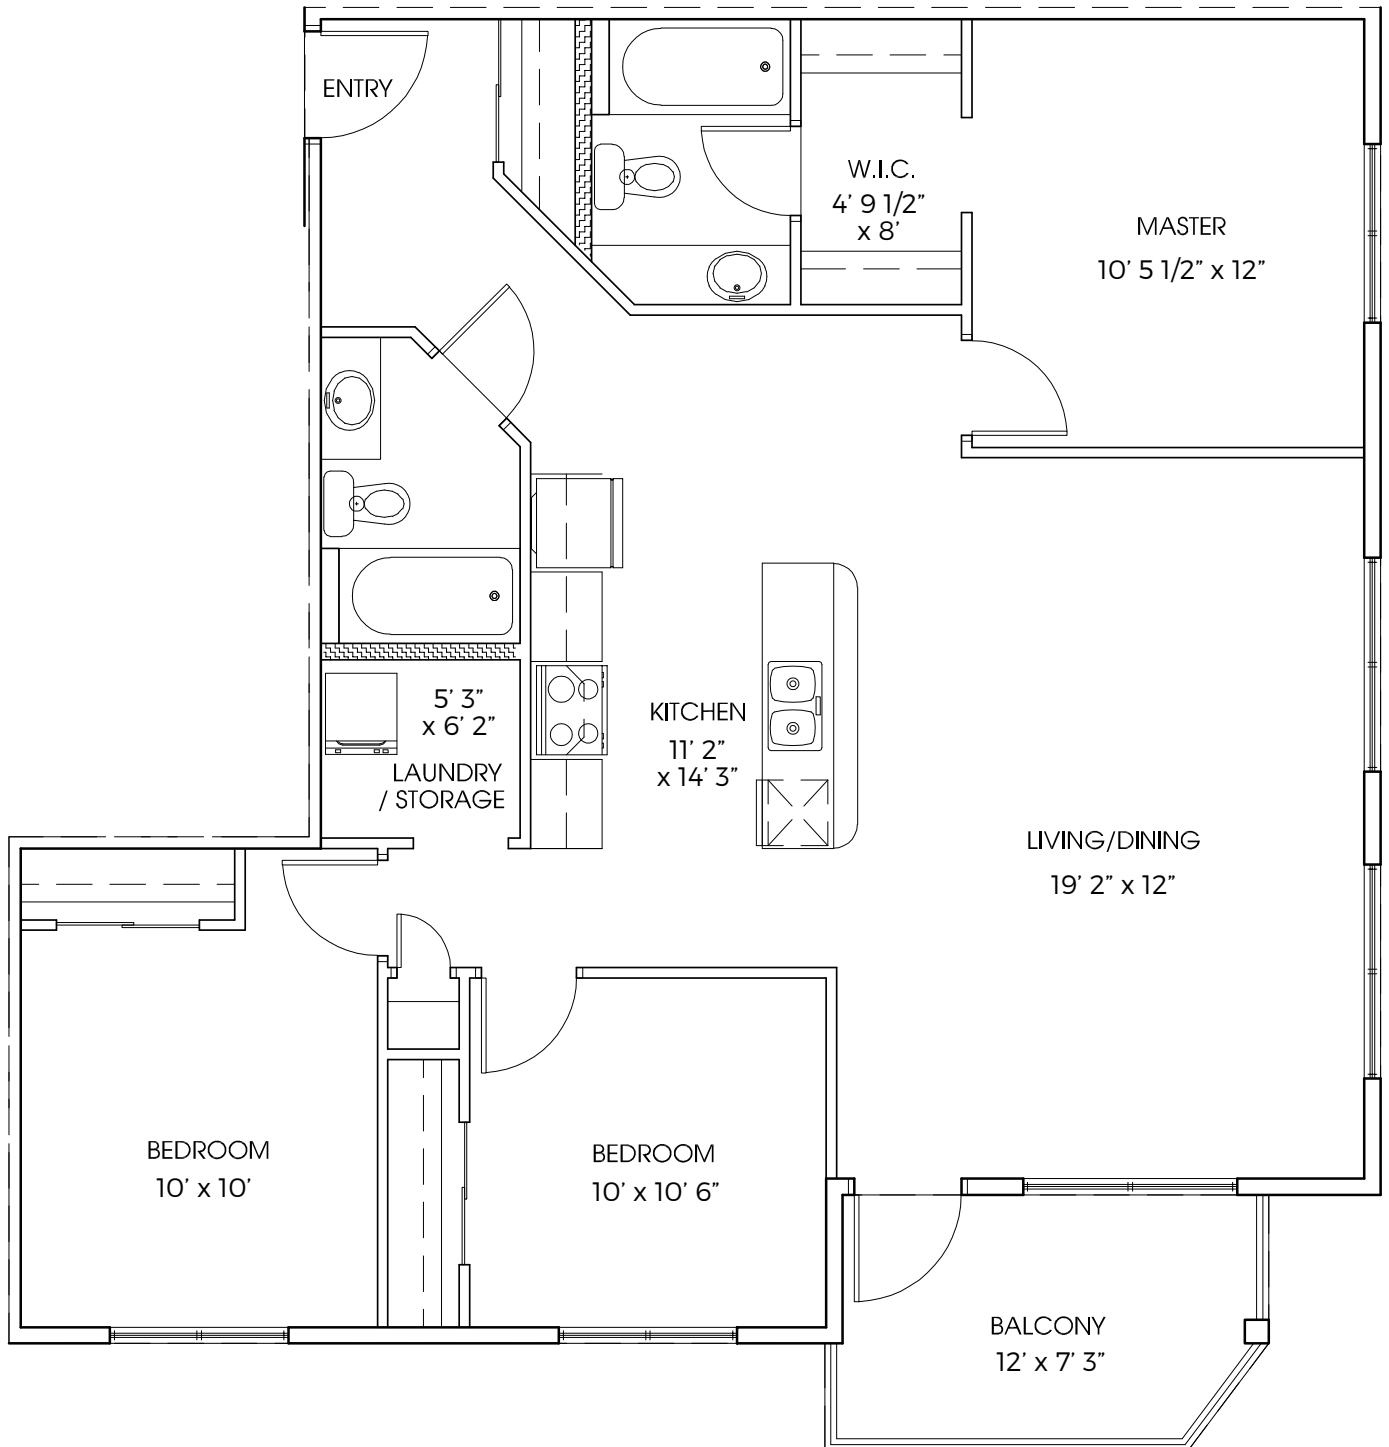 ENTRY
W.I.C.
4’ 9 1/2”
x 8’
MASTER
10’ 5 1/2” x 12”
5’ 3”
x 6’ 2”
LAUNDRY
/ STORAGE
KITCHEN
11’ 2”
x 14’ 3”
LIVING/DINING
19’ 2” x 12”
BEDROOM
10’ x 10’
BEDROOM
10’ x 10’ 6”
BALCONY
12’ x 7’ 3”